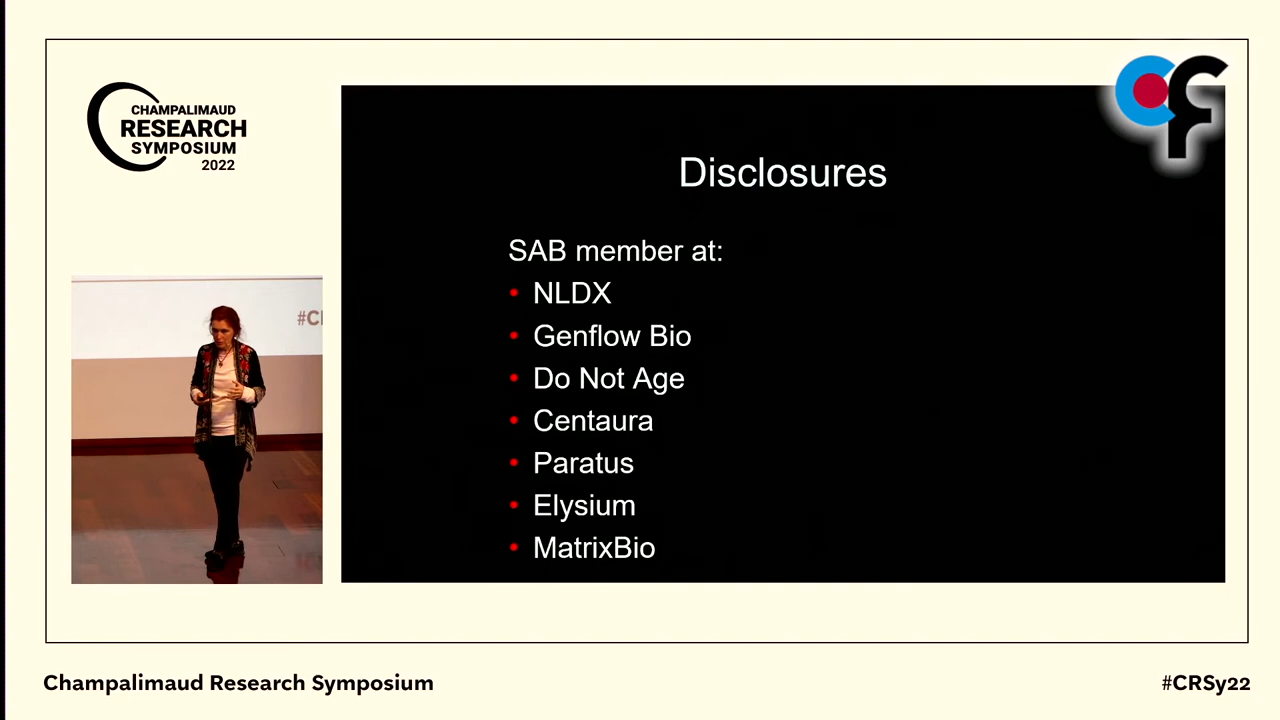 CHAMPALIMAUD
RESEARCH
SYMPOSIUM
2022
cf
Disclosures
SAB member at:
• NLDX
• Genflow Bio
• Do Not Age
• Centaura
• Paratus
• Elysium
• MatrixBio
#C
Champalimaud Research Symposium
#CRSy22